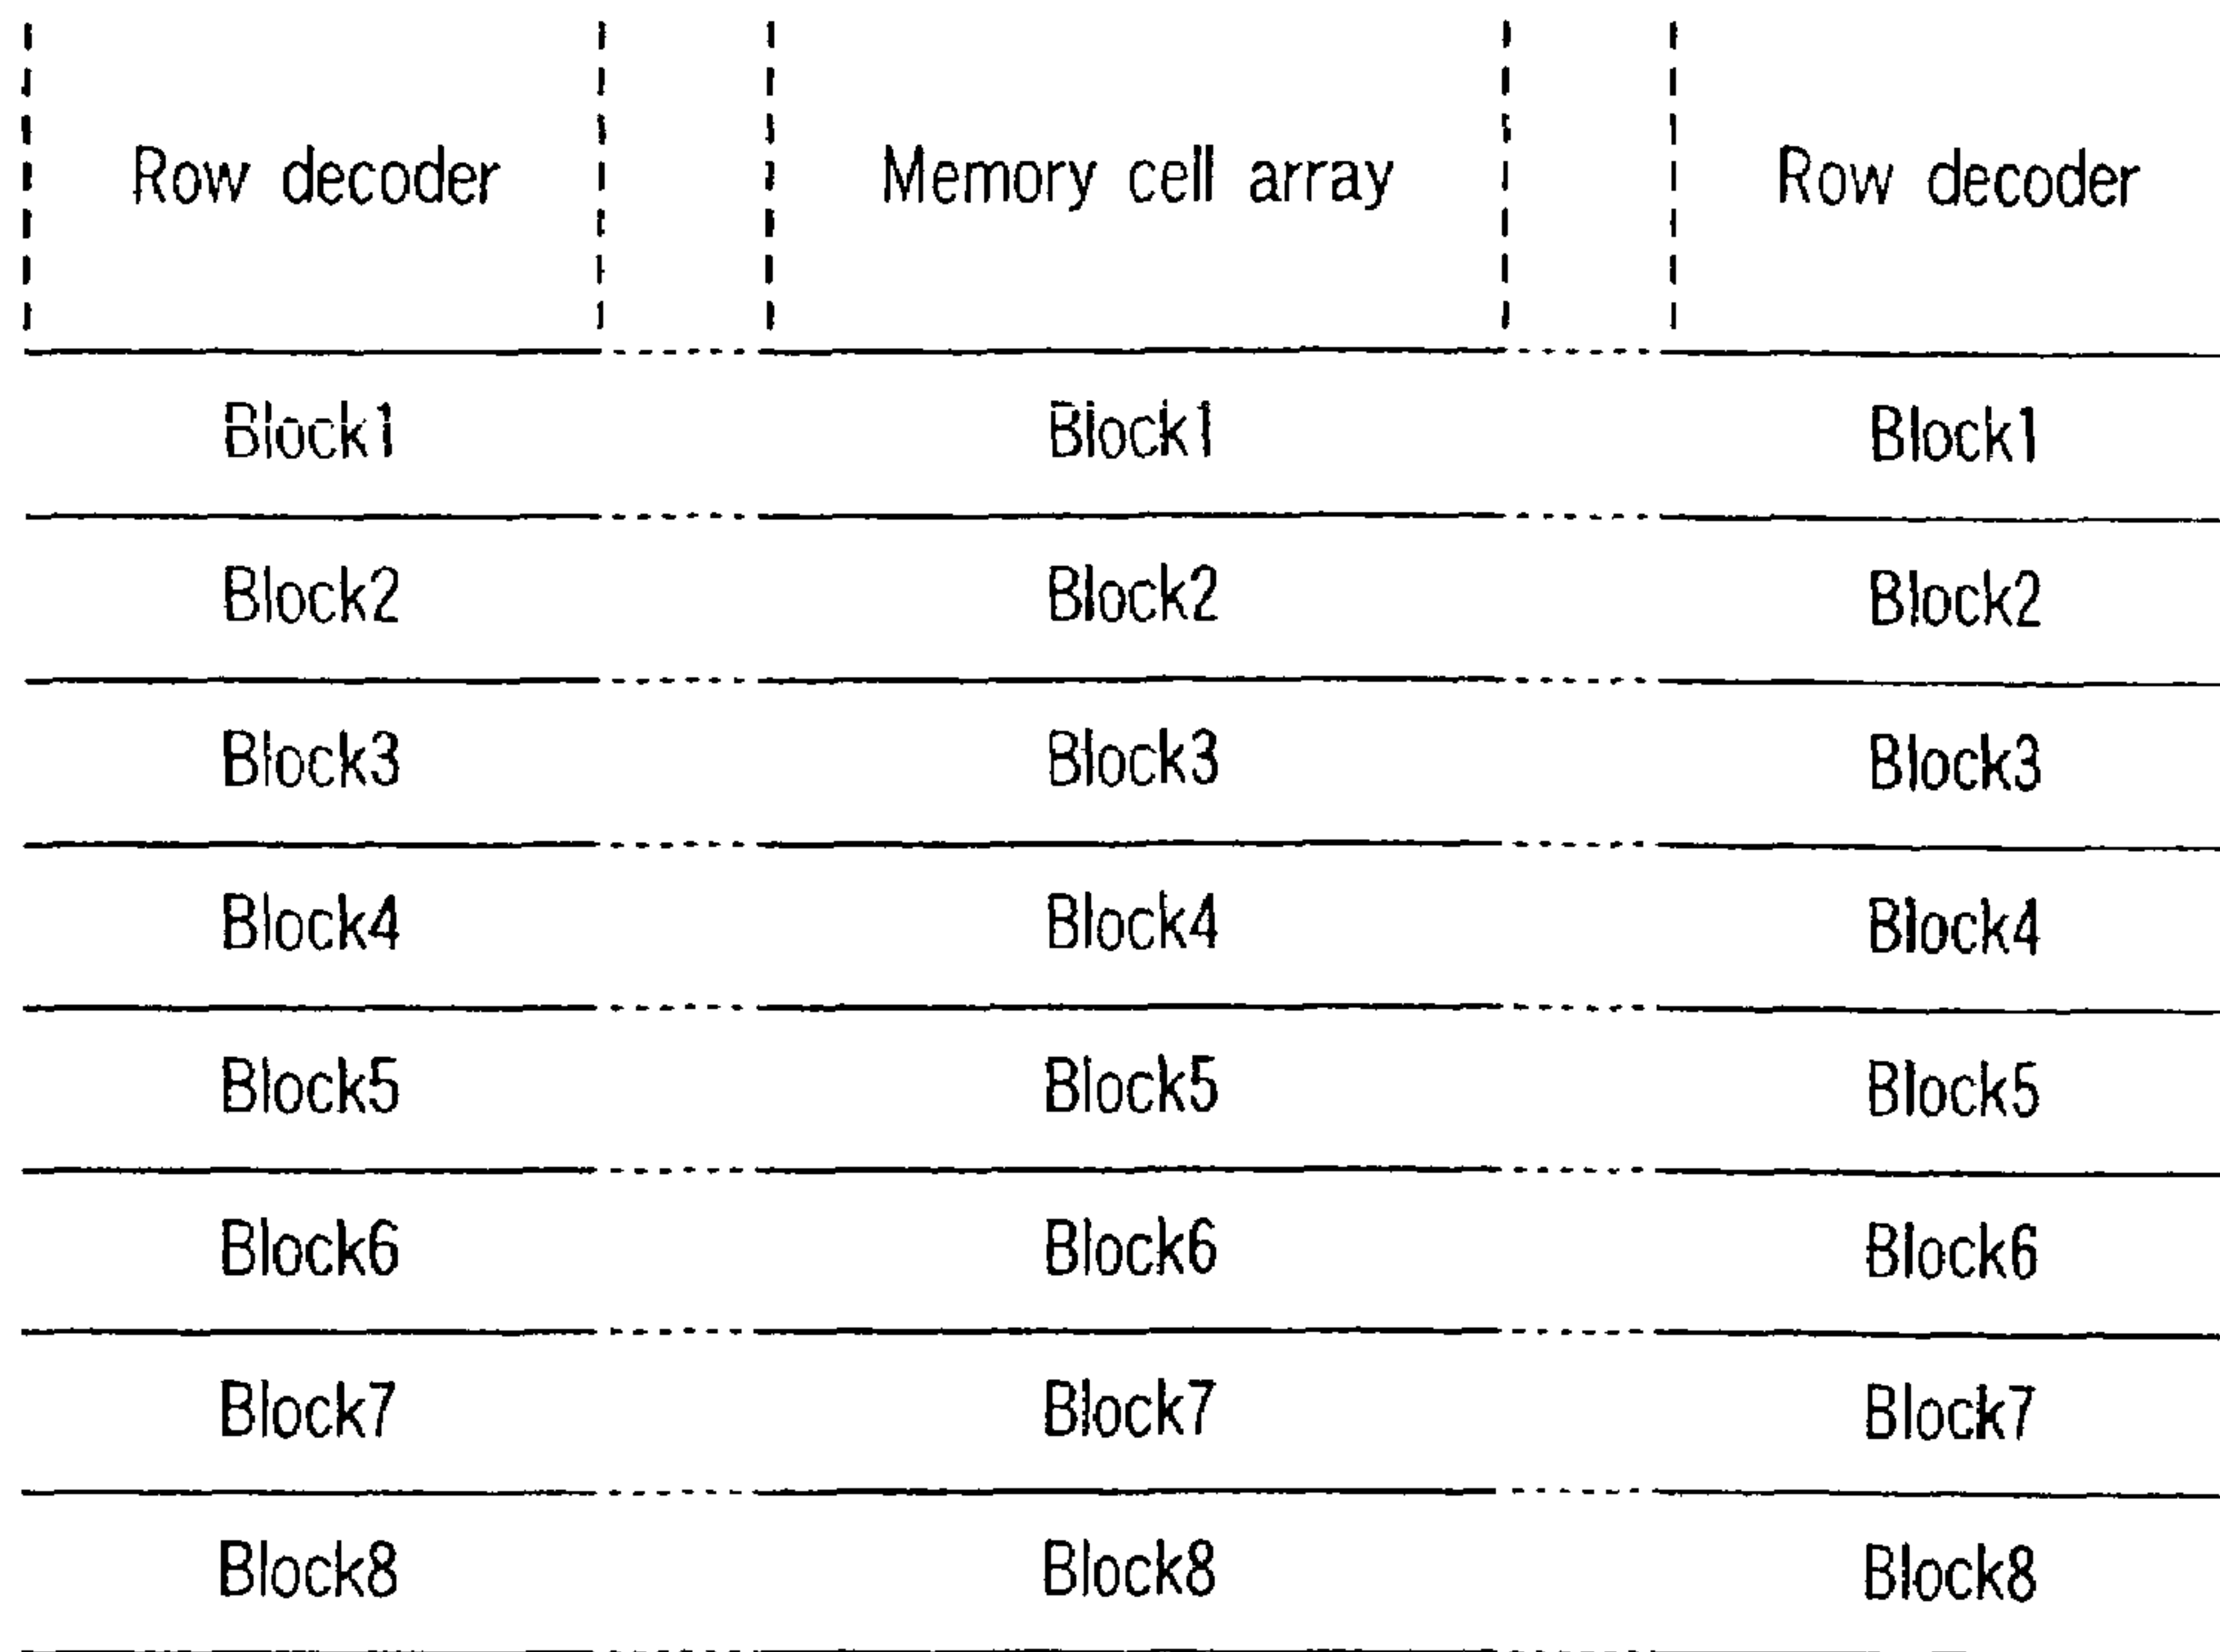 Row decoder Memory cell array Row decoder
Block1 Block1 Block1
Block2 Block2 Block2
Block3 Block3 Block3
Block4 Block4 Block4
Block5 Block5 Block5
Block6 Block6 Block6
Block7 Block7 Block7
Block8 Block8 Block8